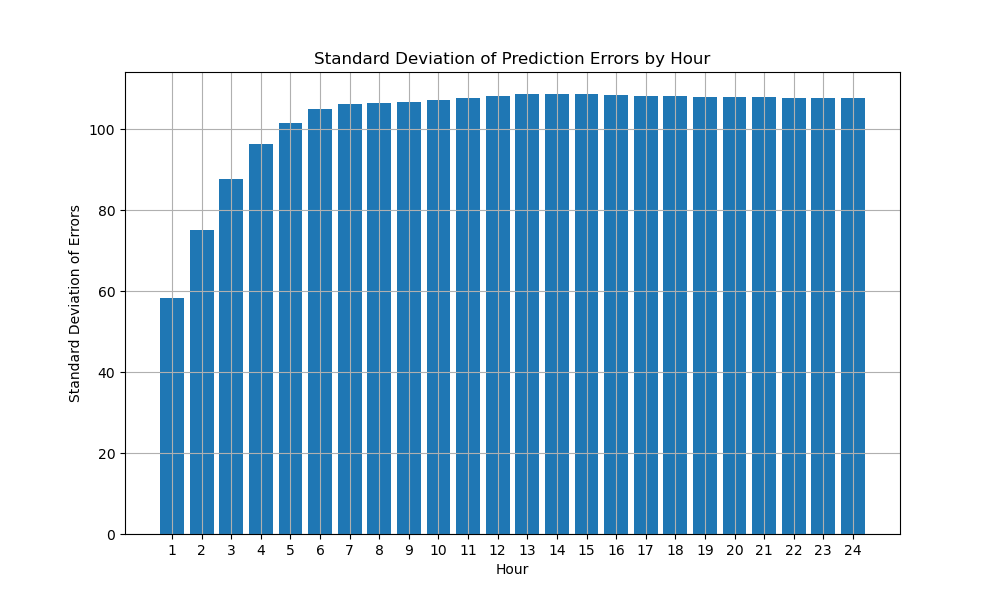 Standard Deviation of Prediction Errors by Hour
Standard Deviation of Errors
100
80
60
40
20
0
1 2 3 4 5 6 7 8 9 10 11 12 13 14 15 16 17 18 19 20 21 22 23 24
Hour